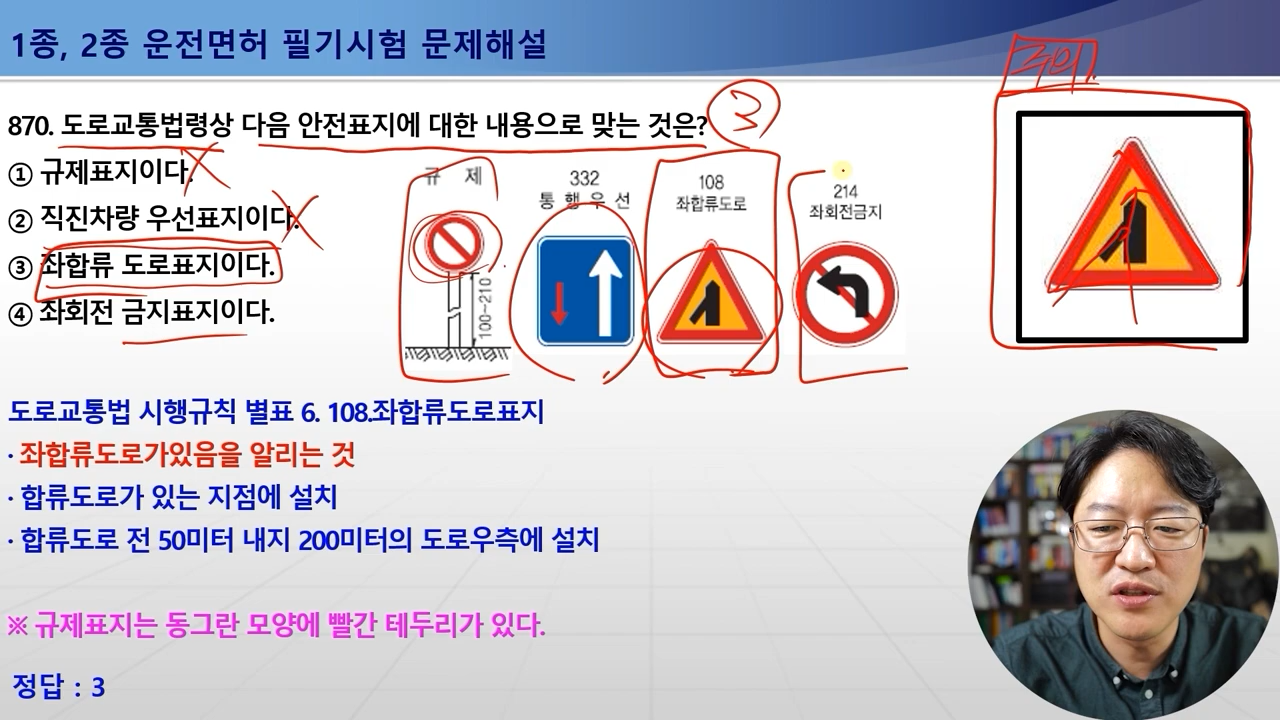 1종, 2종 운전면허 필기시험 문제해설
주의
870. 도로교통법령상 다음 안전표지에 대한 내용으로 맞는 것은?
3
① 규제표지이다.
② 직진차량 우선표지이다.
③ 좌합류 도로표지이다.
④ 좌회전 금지표지이다.
규 제
100~210
332
통 행 우 선
108
좌합류도로
214
좌회전금지
도로교통법 시행규칙 별표 6. 108.좌합류도로표지
· 좌합류도로가있음을 알리는 것
· 합류도로가 있는 지점에 설치
· 합류도로 전 50미터 내지 200미터의 도로우측에 설치
※ 규제표지는 동그란 모양에 빨간 테두리가 있다.
정답 : 3